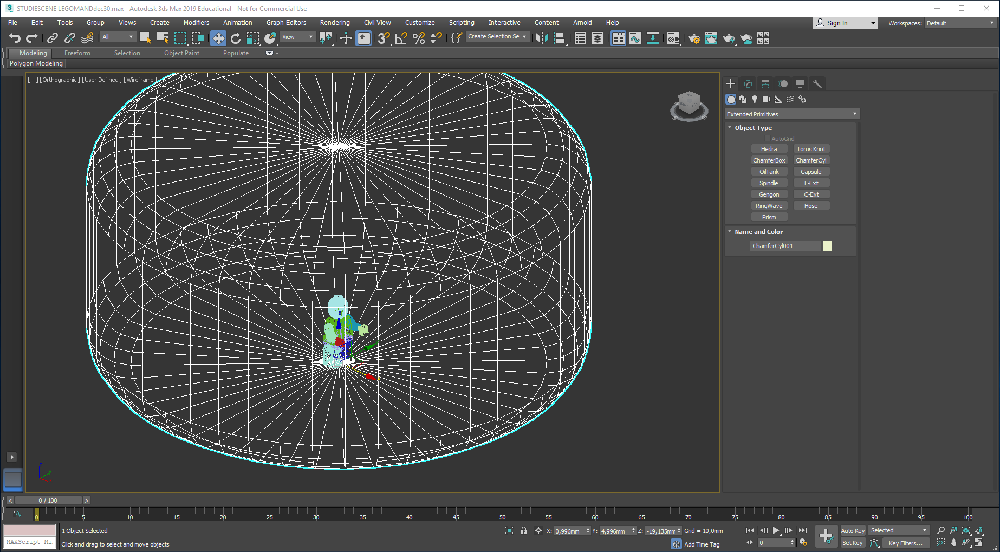 STUDIESCENE LEGOMANDdec30.max - Autodesk 3ds Max 2019 Educational - Not for Commercial Use
File Edit Tools Group Views Create Modifiers Animation Graph Editors Rendering Civil View Customize Scripting Interactive Content Arnold Help
Sign In
Workspaces: Default
All
View
Create Selection Se
Modeling Freeform Selection Object Paint Populate
Polygon Modeling
[+] [Orthographic] [User Defined] [Wireframe]
Extended Primitives
Object Type
AutoGrid
Hedra Torus Knot
ChamferBox ChamferCyl
OilTank Capsule
Spindle L-Ext
Gengon C-Ext
RingWave Hose
Prism
Name and Color
ChamferCyl001
z
y
x
< 0 / 100 >
0 5 10 15 20 25 30 35 40 45 50 55 60 65 70 75 80 85 90 95 100
1 Object Selected
X: 0,996mm Y: 4,996mm Z: -19,135mm Grid = 10,0mm
Auto Key Selected
MAXScript Mi
Click and drag to select and move objects
Add Time Tag
0
Set Key Key Filters...